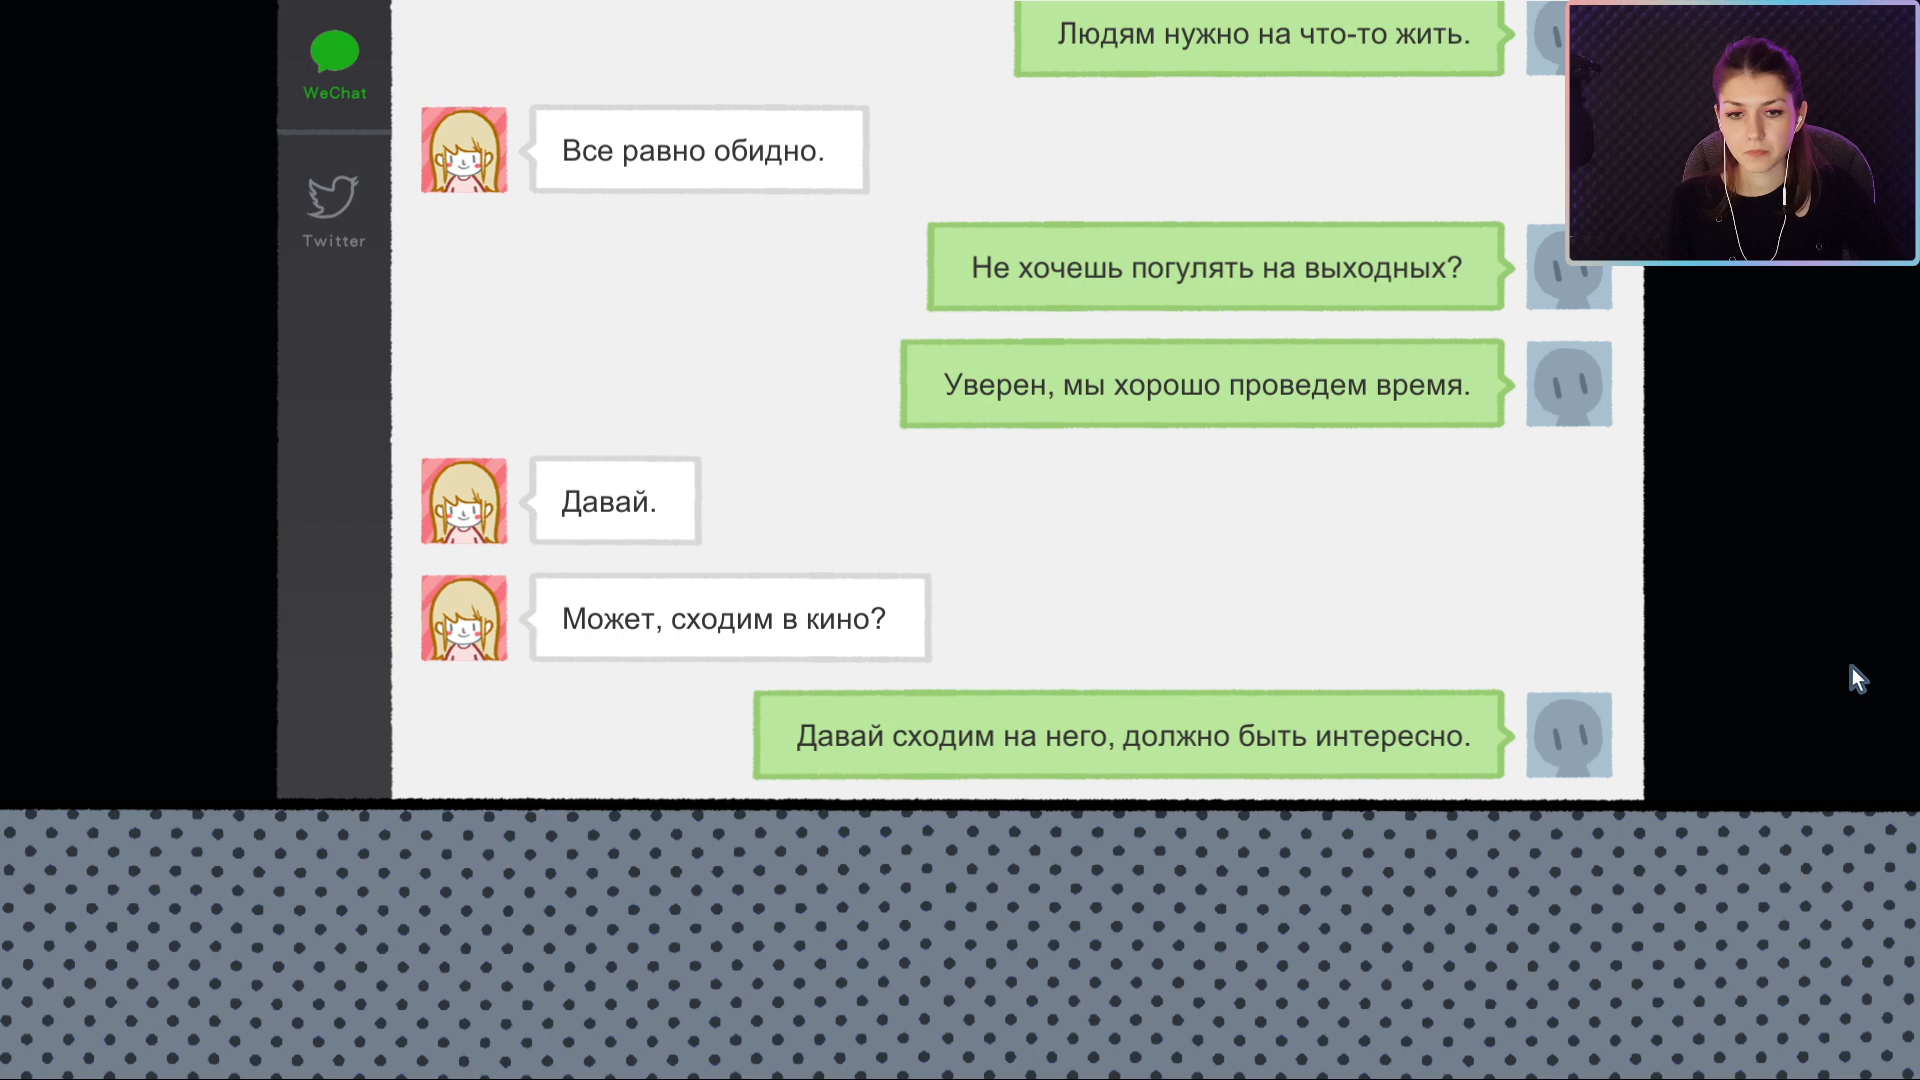 Людям нужно на что-то жить.
WeChat
Все равно обидно.
Twitter
Не хочешь погулять на выходных?
Уверен, мы хорошо проведем время.
Давай.
Может, сходим в кино?
Давай сходим на него, должно быть интересно.